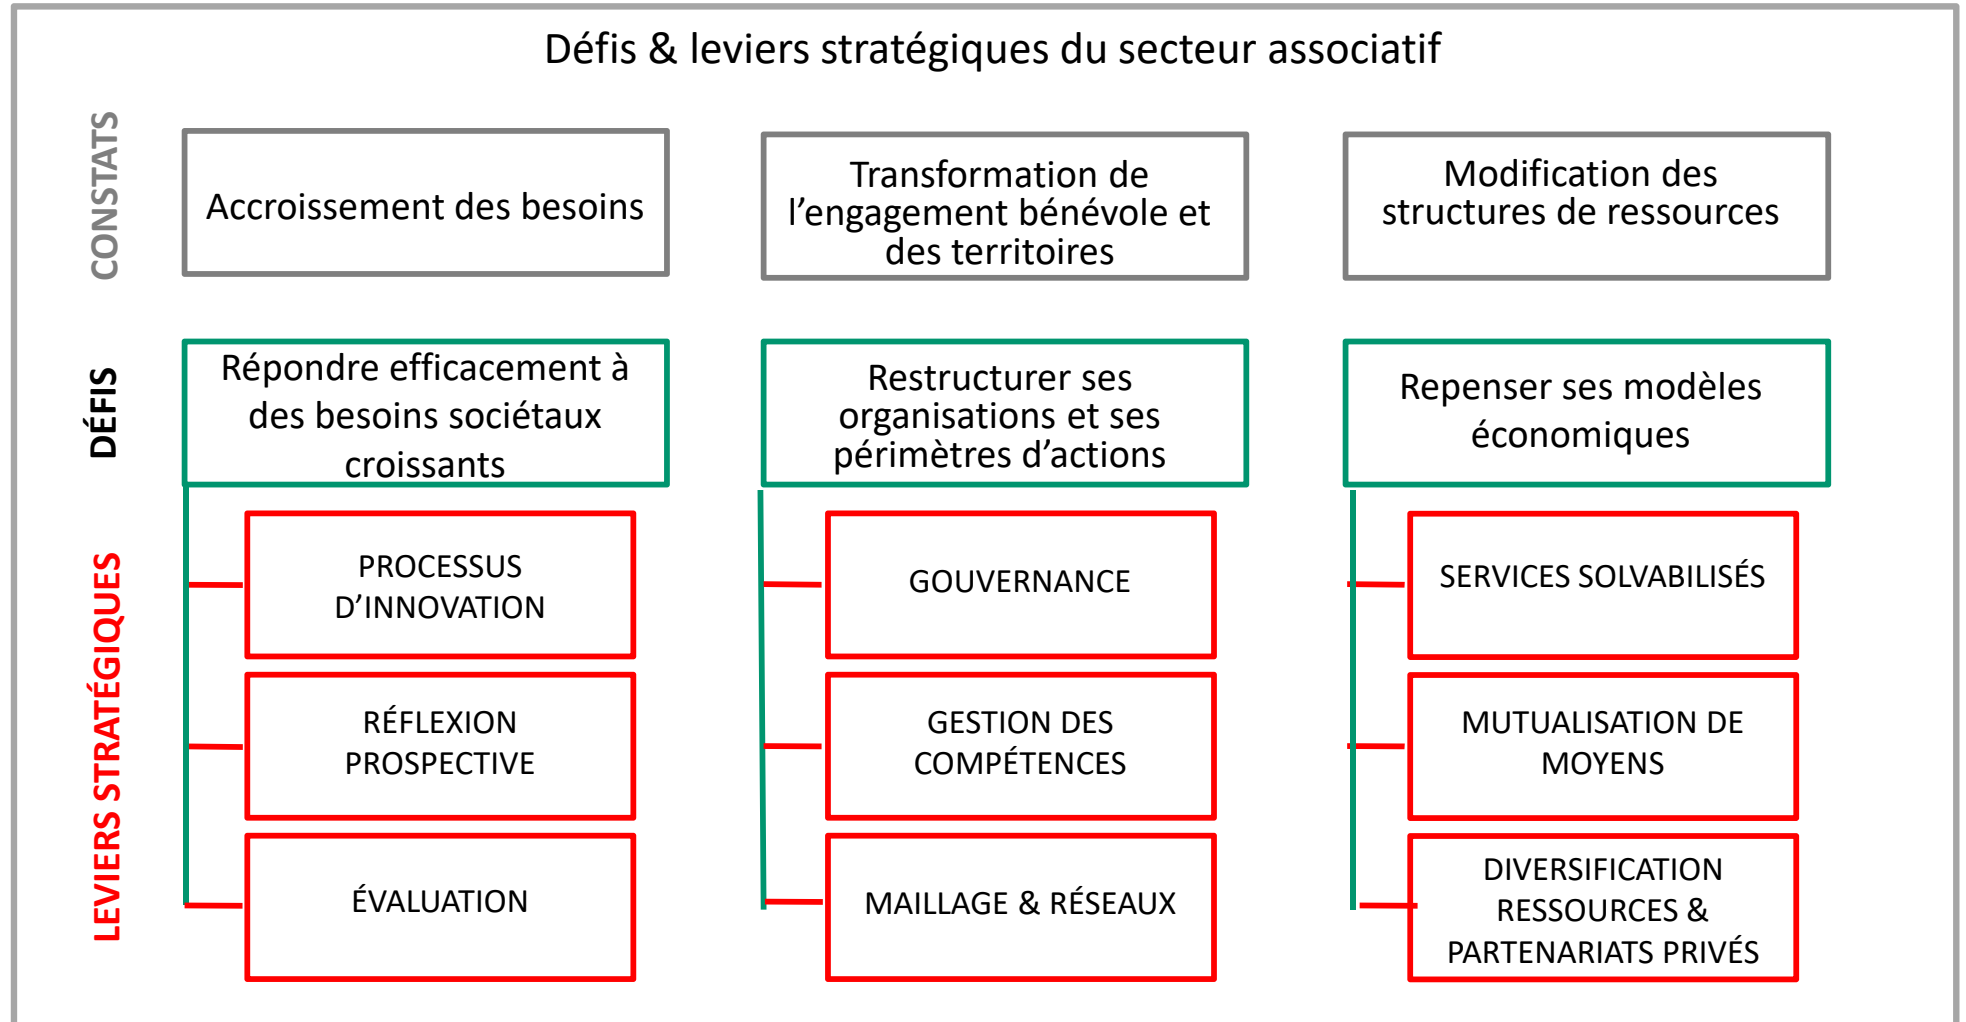 Défis & leviers stratégiques du secteur associatif
CONSTATS
Accroissement des besoins
Transformation de
l’engagement bénévole et
des territoires
Modification des
structures de ressources
DÉFIS
Répondre efficacement à
des besoins sociétaux
croissants
Restructurer ses
organisations et ses
périmètres d’actions
Repenser ses modèles
économiques
LEVIERS STRATÉGIQUES
PROCESSUS
D’INNOVATION
GOUVERNANCE
SERVICES SOLVABILISÉS
RÉFLEXION
PROSPECTIVE
GESTION DES
COMPÉTENCES
MUTUALISATION DE
MOYENS
ÉVALUATION
MAILLAGE & RÉSEAUX
DIVERSIFICATION
RESSOURCES &
PARTENARIATS PRIVÉS